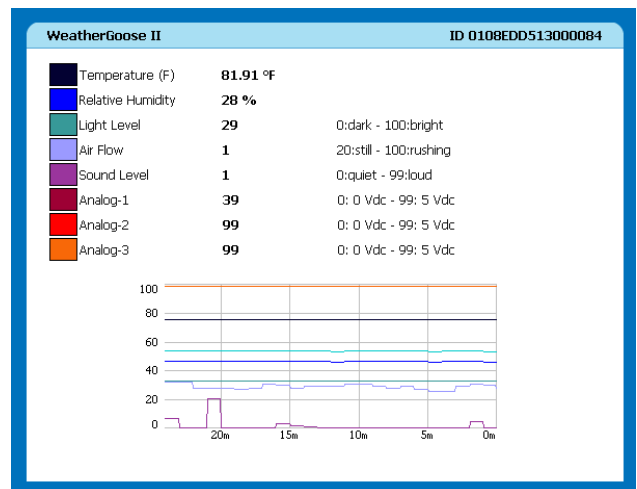 WeatherGoose II ID 0108EDD513000084
Temperature (F) 81.91 ºF
Relative Humidity 28 %
Light Level 29 0:dark - 100:bright
Air Flow 1 20:still - 100:rushing
Sound Level 1 0:quiet - 99:loud
Analog-1 39 0: 0 Vdc - 99: 5 Vdc
Analog-2 99 0: 0 Vdc - 99: 5 Vdc
Analog-3 99 0: 0 Vdc - 99: 5 Vdc
100
80
60
40
20
0
20m 15m 10m 5m 0m